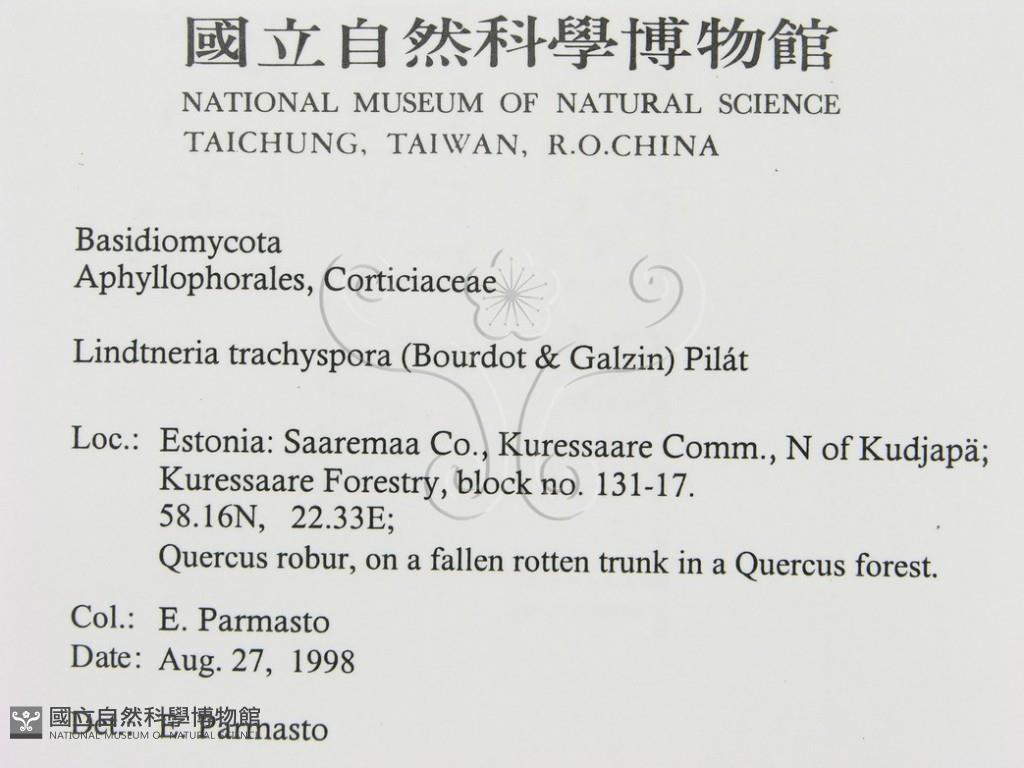 國立自然科學博物館
NATIONAL MUSEUM OF NATURAL SCIENCE
TAICHUNG, TAIWAN, R.O.CHINA
Basidiomycota
Aphyllophorales, Corticiaceae
Lindtneria trachyspora (Bourdot & Galzin) Pilát
Loc.: Estonia: Saaremaa Co., Kuressaare Comm., N of Kudjapä;
Kuressaare Forestry, block no. 131-17.
58.16N, 22.33E;
Quercus robur, on a fallen rotten trunk in a Quercus forest.
Col.: E. Parmasto
Date: Aug. 27, 1998
Det.: E. Parmasto
國立自然科學博物館
NATIONAL MUSEUM OF NATURAL SCIENCE